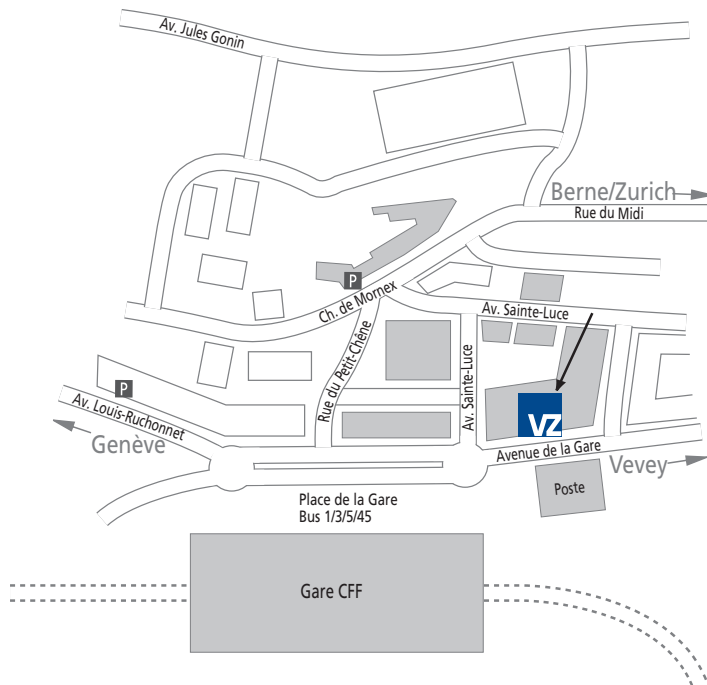 Av. Jules Gonin
Berne/Zurich
Rue du Midi
P
Ch. de Mornex
Av. Sainte-Luce
Rue du Petit-Chêne
Av. Sainte-Luce
P
Av. Louis-Ruchonnet
Genève
VZ
Avenue de la Gare
Vevey
Poste
Place de la Gare
Bus 1/3/5/45
Gare CFF